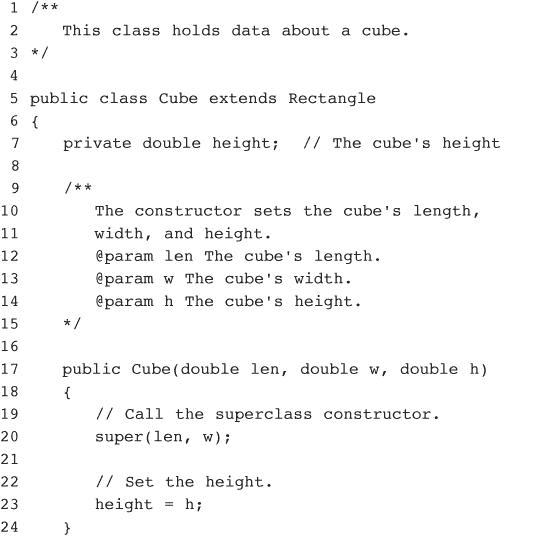 1 /**
2    This class holds data about a cube.
3 */
4
5 public class Cube extends Rectangle
6 {
7    private double height;  // The cube's height
8
9    /**
10       The constructor sets the cube's length,
11       width, and height.
12       @param len The cube's length.
13       @param w The cube's width.
14       @param h The cube's height.
15    */
16
17    public Cube(double len, double w, double h)
18    {
19       // Call the superclass constructor.
20       super(len, w);
21
22       // Set the height.
23       height = h;
24    }